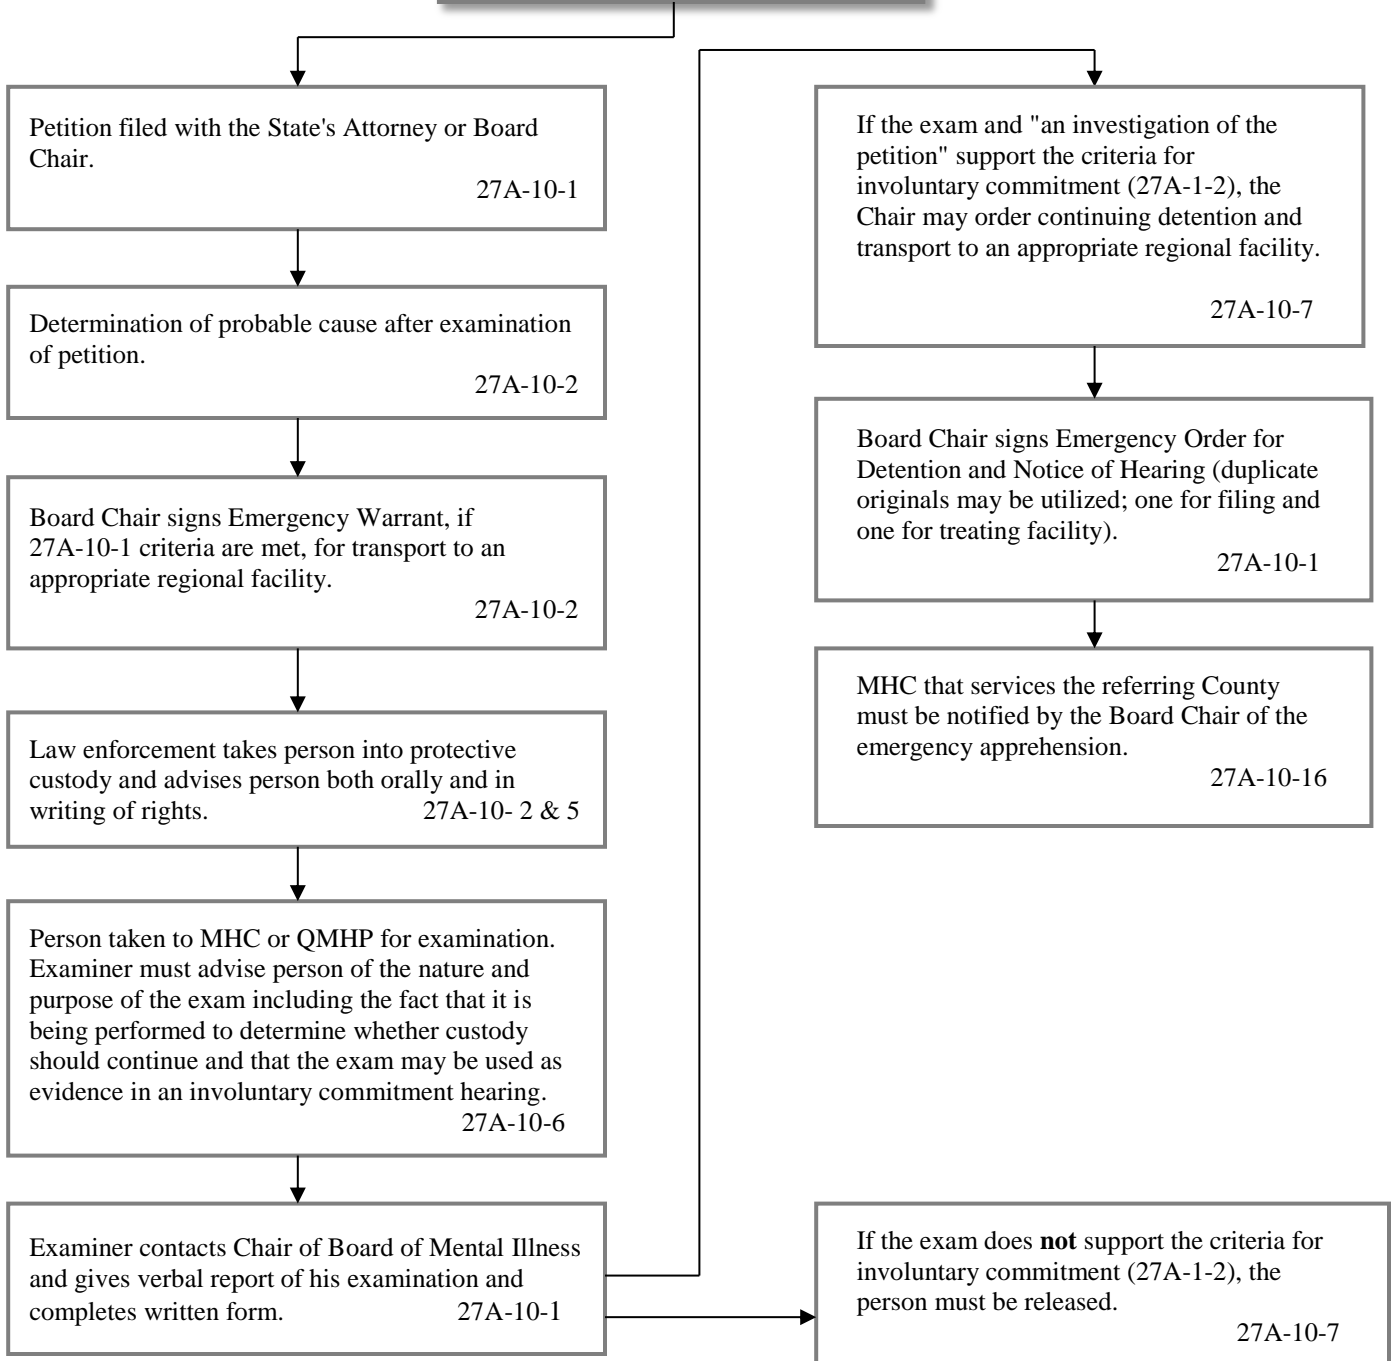 Petition filed with the State's Attorney or Board
Chair.
27A-10-1
Determination of probable cause after examination
of petition.
27A-10-2
Board Chair signs Emergency Warrant, if
27A-10-1 criteria are met, for transport to an
appropriate regional facility.
27A-10-2
Law enforcement takes person into protective
custody and advises person both orally and in
writing of rights. 27A-10- 2 & 5
Person taken to MHC or QMHP for examination.
Examiner must advise person of the nature and
purpose of the exam including the fact that it is
being performed to determine whether custody
should continue and that the exam may be used as
evidence in an involuntary commitment hearing.
27A-10-6
Examiner contacts Chair of Board of Mental Illness
and gives verbal report of his examination and
completes written form. 27A-10-1
If the exam and "an investigation of the
petition" support the criteria for
involuntary commitment (27A-1-2), the
Chair may order continuing detention and
transport to an appropriate regional facility.
27A-10-7
Board Chair signs Emergency Order for
Detention and Notice of Hearing (duplicate
originals may be utilized; one for filing and
one for treating facility).
27A-10-1
MHC that services the referring County
must be notified by the Board Chair of the
emergency apprehension.
27A-10-16
If the exam does not support the criteria for
involuntary commitment (27A-1-2), the
person must be released.
27A-10-7